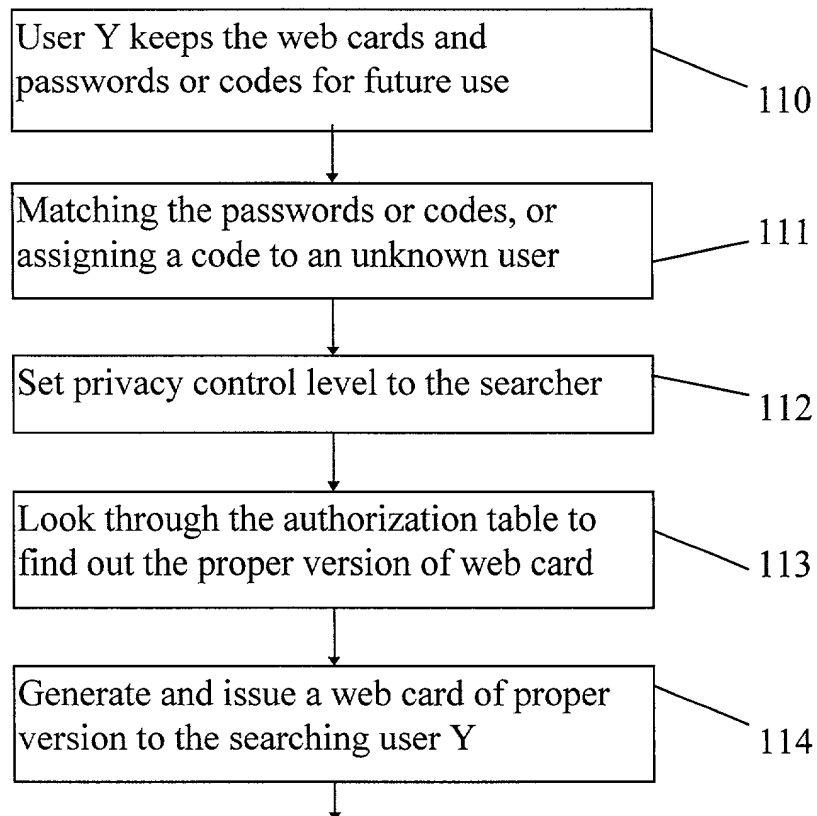 User Y keeps the web cards and
passwords or codes for future use
110
Matching the passwords or codes, or
assigning a code to an unknown user
111
Set privacy control level to the searcher
112
Look through the authorization table to
find out the proper version of web card
113
Generate and issue a web card of proper
version to the searching user Y
114